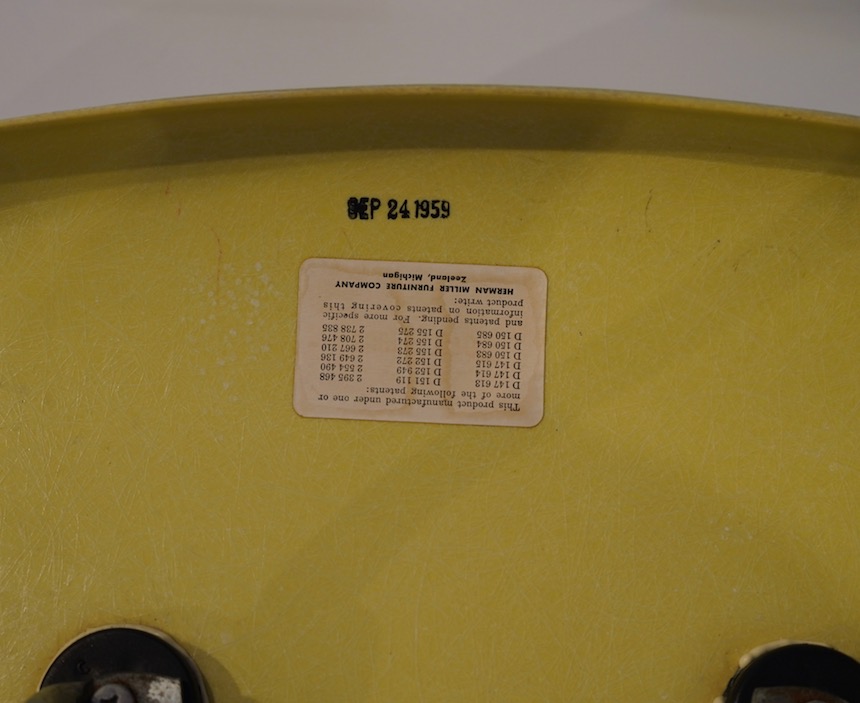 SEP 24 1959
This product manufactured under one or
more of the following patents:
D 147 613 D 151 119 2 395 468
D 147 614 D 152 949 2 554 490
D 147 615 D 152 272 2 649 136
D 150 683 D 155 273 2 667 210
D 150 684 D 155 274 2 708 476
D 150 685 D 155 275 2 738 835
and patents pending. For more specific
information on patents covering this
product write:
HERMAN MILLER FURNITURE COMPANY
Zeeland, Michigan